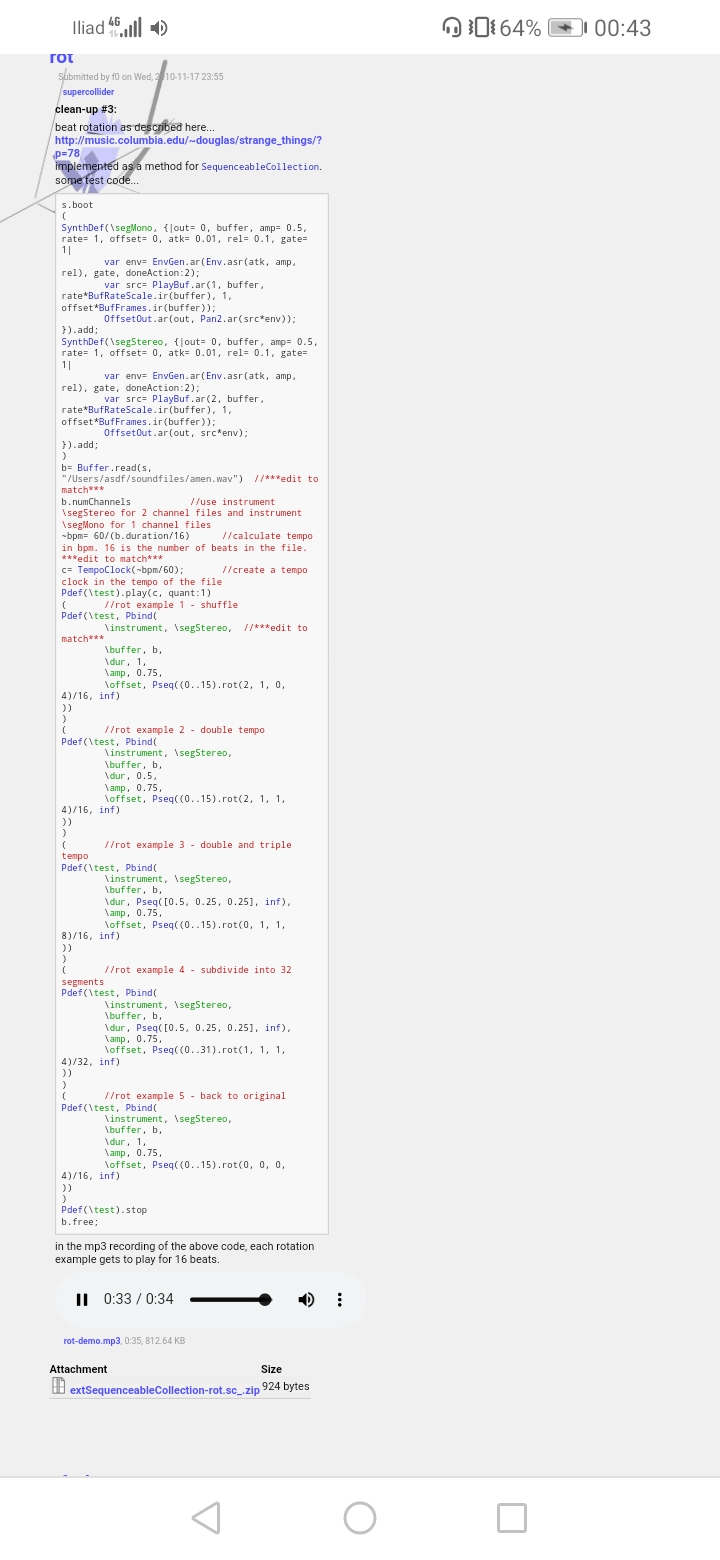 Iliad 4G 64% 00:43
rot
Submitted by f0 on Wed, 2010-11-17 23:55
supercollider
clean-up #3:
beat rotation as described here...
http://music.columbia.edu/~douglas/strange_things/?
p=78
implemented as a method for SequenceableCollection.
some test code...
s.boot
(
SynthDef(\segMono, {|out= 0, buffer, amp= 0.5,
rate= 1, offset= 0, atk= 0.01, rel= 0.1, gate=
1|
var env= EnvGen.ar(Env.asr(atk, amp,
rel), gate, doneAction:2);
var src= PlayBuf.ar(1, buffer,
rate*BufRateScale.ir(buffer), 1,
offset*BufFrames.ir(buffer));
OffsetOut.ar(out, Pan2.ar(src*env));
}).add;
SynthDef(\segStereo, {|out= 0, buffer, amp= 0.5,
rate= 1, offset= 0, atk= 0.01, rel= 0.1, gate=
1|
var env= EnvGen.ar(Env.asr(atk, amp,
rel), gate, doneAction:2);
var src= PlayBuf.ar(2, buffer,
rate*BufRateScale.ir(buffer), 1,
offset*BufFrames.ir(buffer));
OffsetOut.ar(out, src*env);
}).add;
)
b= Buffer.read(s,
"/Users/asdf/soundfiles/amen.wav") //***edit to
match***
b.numChannels //use instrument
\segStereo for 2 channel files and instrument
\segMono for 1 channel files
~bpm= 60/(b.duration/16) //calculate tempo
in bpm. 16 is the number of beats in the file.
***edit to match***
c= TempoClock(~bpm/60); //create a tempo
clock in the tempo of the file
Pdef(\test).play(c, quant:1)
( //rot example 1 - shuffle
Pdef(\test, Pbind(
\instrument, \segStereo, //***edit to
match***
\buffer, b,
\dur, 1,
\amp, 0.75,
\offset, Pseq((0..15).rot(2, 1, 0,
4)/16, inf)
))
)
( //rot example 2 - double tempo
Pdef(\test, Pbind(
\instrument, \segStereo,
\buffer, b,
\dur, 0.5,
\amp, 0.75,
\offset, Pseq((0..15).rot(2, 1, 1,
4)/16, inf)
))
)
( //rot example 3 - double and triple
tempo
Pdef(\test, Pbind(
\instrument, \segStereo,
\buffer, b,
\dur, Pseq([0.5, 0.25, 0.25], inf),
\amp, 0.75,
\offset, Pseq((0..15).rot(0, 1, 1,
8)/16, inf)
))
)
( //rot example 4 - subdivide into 32
segments
Pdef(\test, Pbind(
\instrument, \segStereo,
\buffer, b,
\dur, Pseq([0.5, 0.25, 0.25], inf),
\amp, 0.75,
\offset, Pseq((0..31).rot(1, 1, 1,
4)/32, inf)
))
)
( //rot example 5 - back to original
Pdef(\test, Pbind(
\instrument, \segStereo,
\buffer, b,
\dur, 1,
\amp, 0.75,
\offset, Pseq((0..15).rot(0, 0, 0,
4)/16, inf)
))
)
Pdef(\test).stop
b.free;
in the mp3 recording of the above code, each rotation
example gets to play for 16 beats.
0:33 / 0:34
rot-demo.mp3, 0:35, 812.64 KB
Attachment Size
extSequenceableCollection-rot.sc_.zip 924 bytes